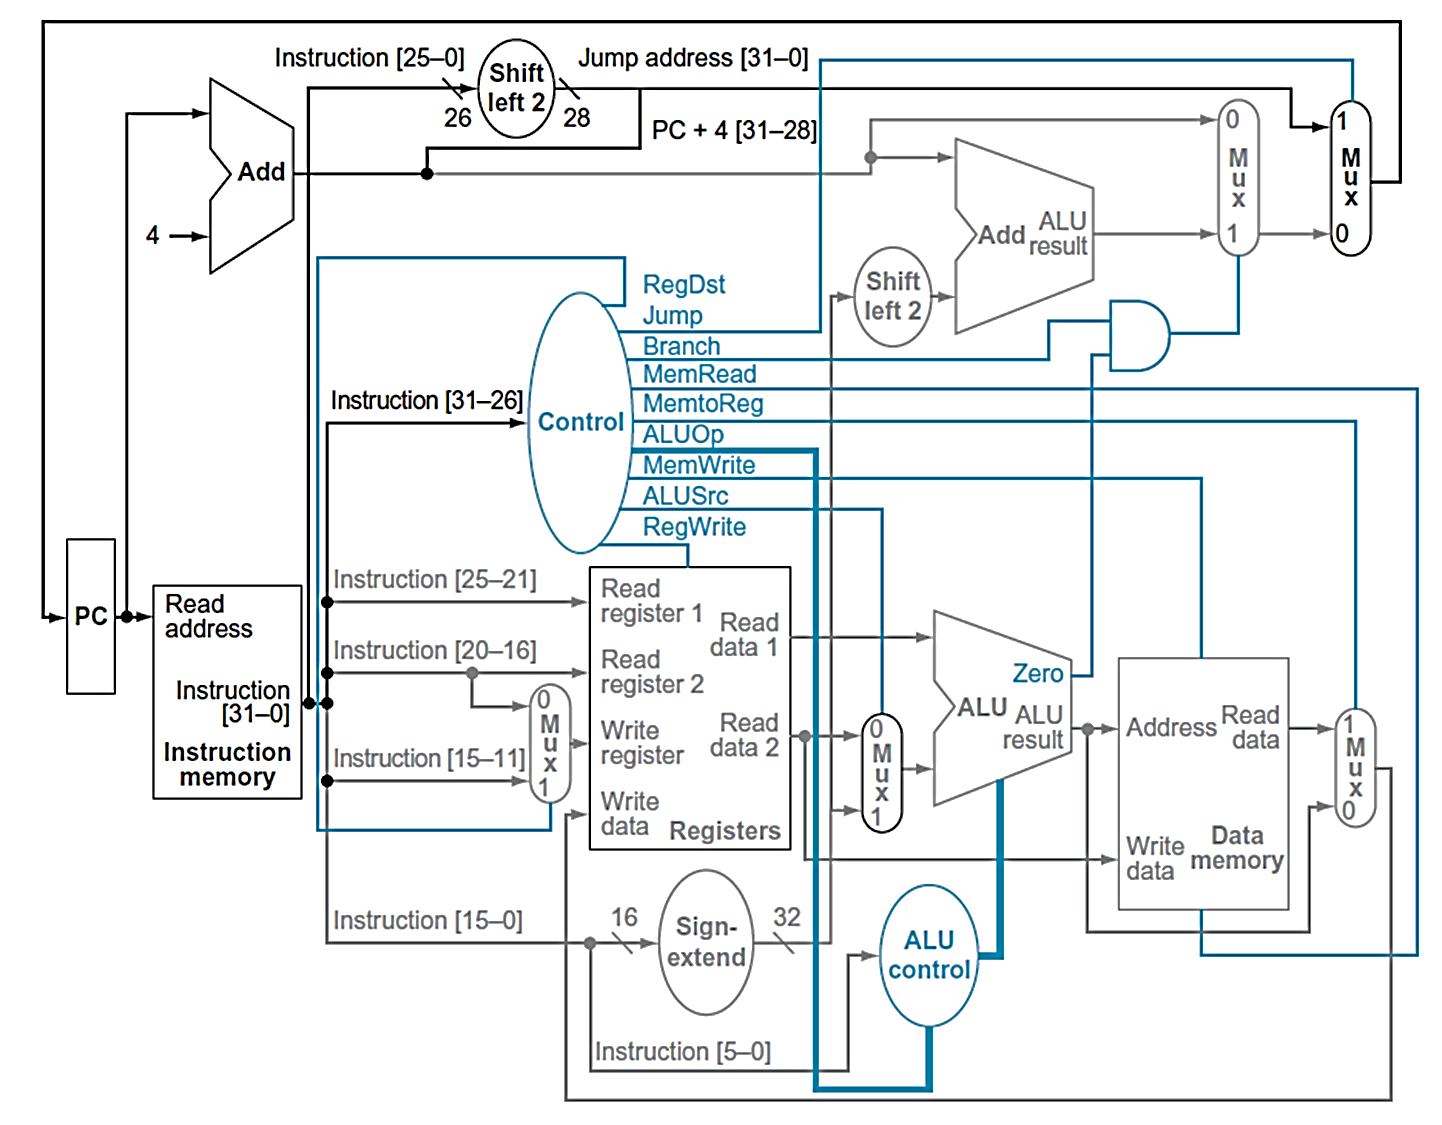 Instruction [25–0]
Shift
left 2
Jump address [31–0]
26
28
PC + 4 [31–28]
Add
4
0
M
u
x
1
1
M
u
x
0
Add
ALU
result
Shift
left 2
RegDst
Jump
Branch
MemRead
MemtoReg
ALUOp
MemWrite
ALUSrc
RegWrite
Control
Instruction [31–26]
PC
Read
address
Instruction
[31–0]
Instruction
memory
Instruction [25–21]
Instruction [20–16]
Instruction [15–11]
0
M
u
x
1
Read
register 1
Read
register 2
Write
register
Write
data
Read
data 1
Read
data 2
Registers
0
M
u
x
1
Zero
ALU
ALU
result
Address
Read
data
Write
data
Data
memory
1
M
u
x
0
Instruction [15–0]
16
Sign-
extend
32
ALU
control
Instruction [5–0]